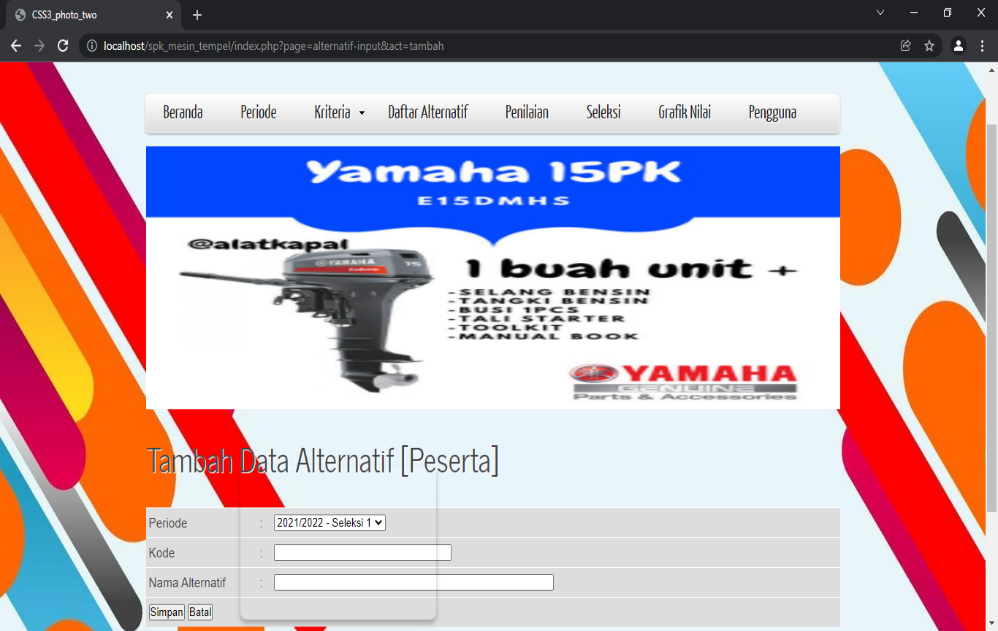 CSS3_photo_two
localhost/spk_mesin_tempel/index.php?page=alternatif-input&act=tambah
Beranda Periode Kriteria Daftar Alternatif Penilaian Seleksi Grafik Nilai Pengguna
Yamaha 15PK
E15DMHS
@alatkapal
YAMAHA
15
1 buah unit +
-SELANG BENSIN
-TANGKI BENSIN
-BUSI 1PCS
-TALI STARTER
-TOOLKIT
-MANUAL BOOK
YAMAHA
GENUINE
Parts & Accessories
Tambah Data Alternatif [Peserta]
Periode : 2021/2022 - Seleksi 1
Kode :
Nama Alternatif :
Simpan Batal